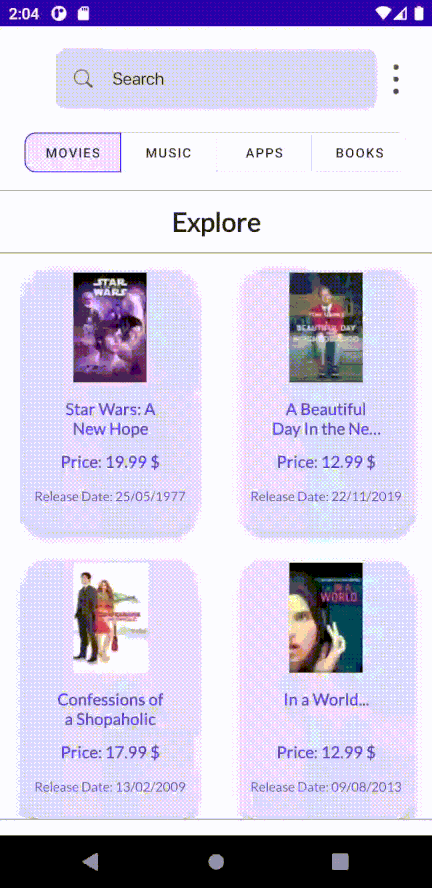 2:04
Search
MOVIES
MUSIC
APPS
BOOKS
Explore
STAR
WARS
TOM HANKS
A BEAUTIFUL DAY
Star Wars: A
New Hope
Price: 19.99 $
Release Date: 25/05/1977
A Beautiful
Day In the Ne...
Price: 12.99 $
Release Date: 22/11/2019
IN A
WORLD
Confessions of
a Shopaholic
Price: 17.99 $
Release Date: 13/02/2009
In a World...
Price: 12.99 $
Release Date: 09/08/2013